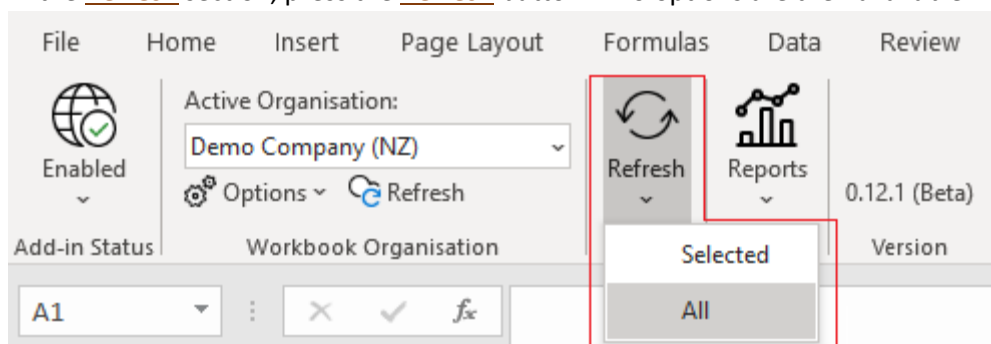 File Home Insert Page Layout Formulas Data Review
Active Organisation:
Demo Company (NZ)
Enabled
Options Refresh
Refresh
Reports
0.12.1 (Beta)
Add-in Status Workbook Organisation Version
Selected
All
A1 fx